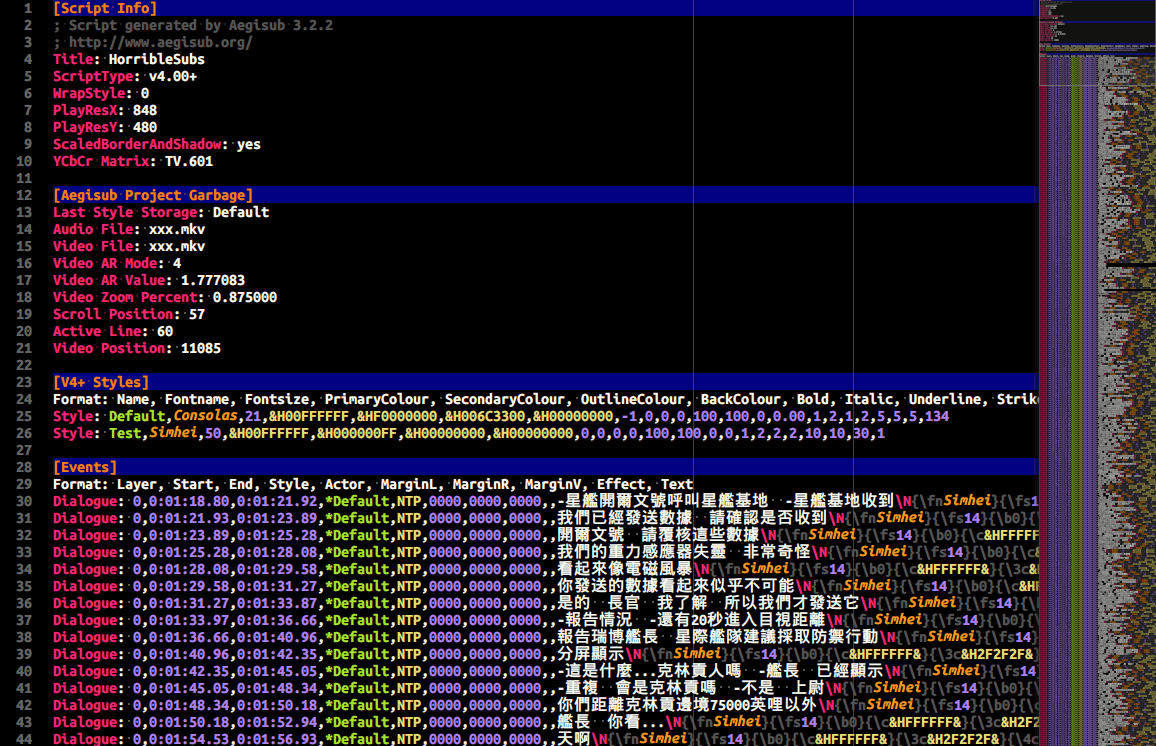 1 [Script Info]
2 ; Script generated by Aegisub 3.2.2
3 ; http://www.aegisub.org/
4 Title: HorribleSubs
5 ScriptType: v4.00+
6 WrapStyle: 0
7 PlayResX: 848
8 PlayResY: 480
9 ScaledBorderAndShadow: yes
10 YCbCr Matrix: TV.601
11
12 [Aegisub Project Garbage]
13 Last Style Storage: Default
14 Audio File: xxx.mkv
15 Video File: xxx.mkv
16 Video AR Mode: 4
17 Video AR Value: 1.777083
18 Video Zoom Percent: 0.875000
19 Scroll Position: 57
20 Active Line: 60
21 Video Position: 11085
22
23 [V4+ Styles]
24 Format: Name, Fontname, Fontsize, PrimaryColour, SecondaryColour, OutlineColour, BackColour, Bold, Italic, Underline, Strik
25 Style: Default,Consolas,21,&H00FFFFFF,&HF0000000,&H006C3300,&H00000000,-1,0,0,0,100,100,0,0.00,1,2,1,2,5,5,5,134
26 Style: Test,Simhei,50,&H00FFFFFF,&H000000FF,&H00000000,&H00000000,0,0,0,0,100,100,0,0,1,2,2,2,10,10,30,1
27
28 [Events]
29 Format: Layer, Start, End, Style, Actor, MarginL, MarginR, MarginV, Effect, Text
30 Dialogue: 0,0:01:18.80,0:01:21.92,*Default,NTP,0000,0000,0000,,-星艦開爾文號呼叫星艦基地  -星艦基地收到\N{\fnSimhei}{\fs1
31 Dialogue: 0,0:01:21.93,0:01:23.89,*Default,NTP,0000,0000,0000,,我們已經發送數據  請確認是否收到\N{\fnSimhei}{\fs14
32 Dialogue: 0,0:01:23.89,0:01:25.28,*Default,NTP,0000,0000,0000,,開爾文號  請覆核這些數據\N{\fnSimhei}{\fs14}{\b0}{\c&HFFFFF
33 Dialogue: 0,0:01:25.28,0:01:28.08,*Default,NTP,0000,0000,0000,,我們的重力感應器失靈  非常奇怪\N{\fnSimhei}{\fs14}{\b0}{\c&
34 Dialogue: 0,0:01:28.08,0:01:29.58,*Default,NTP,0000,0000,0000,,看起來像電磁風暴\N{\fnSimhei}{\fs14}{\b0}{\c&HFFFFFF&}{\3c&
35 Dialogue: 0,0:01:29.58,0:01:31.27,*Default,NTP,0000,0000,0000,,你發送的數據看起來似乎不可能\N{\fnSimhei}{\fs14}{\b0}{\c&H
36 Dialogue: 0,0:01:31.27,0:01:33.87,*Default,NTP,0000,0000,0000,,是的  長官  我了解  所以我們才發送它\N{\fnSimhei}{\fs14}{
37 Dialogue: 0,0:01:33.97,0:01:36.66,*Default,NTP,0000,0000,0000,,-報告情況  -還有20秒進入目視距離\N{\fnSimhei}{\fs14}{\b0}
38 Dialogue: 0,0:01:36.66,0:01:40.96,*Default,NTP,0000,0000,0000,,報告瑞博艦長  星際艦隊建議採取防禦行動\N{\fnSimhei}{\fs14}
39 Dialogue: 0,0:01:40.96,0:01:42.35,*Default,NTP,0000,0000,0000,,分屏顯示\N{\fnSimhei}{\fs14}{\b0}{\c&HFFFFFF&}{\3c&H2F2F2F&}
40 Dialogue: 0,0:01:42.35,0:01:45.05,*Default,NTP,0000,0000,0000,,-這是什麼...克林貢人嗎  -艦長  已經顯示\N{\fnSimhei}{\fs14
41 Dialogue: 0,0:01:45.05,0:01:48.34,*Default,NTP,0000,0000,0000,,-重複  會是克林貢嗎  -不是  上尉\N{\fnSimhei}{\fs14}{\b0}
42 Dialogue: 0,0:01:48.34,0:01:50.18,*Default,NTP,0000,0000,0000,,你們距離克林貢邊境75000英哩以外\N{\fnSimhei}{\fs14}{\b0}{
43 Dialogue: 0,0:01:50.18,0:01:52.94,*Default,NTP,0000,0000,0000,,艦長  你看...\N{\fnSimhei}{\fs14}{\b0}{\c&HFFFFFF&}{\3c&H2F2
44 Dialogue: 0,0:01:54.53,0:01:56.93,*Default,NTP,0000,0000,0000,,天啊\N{\fnSimhei}{\fs14}{\b0}{\c&HFFFFFF&}{\3c&H2F2F2F&}{\4c